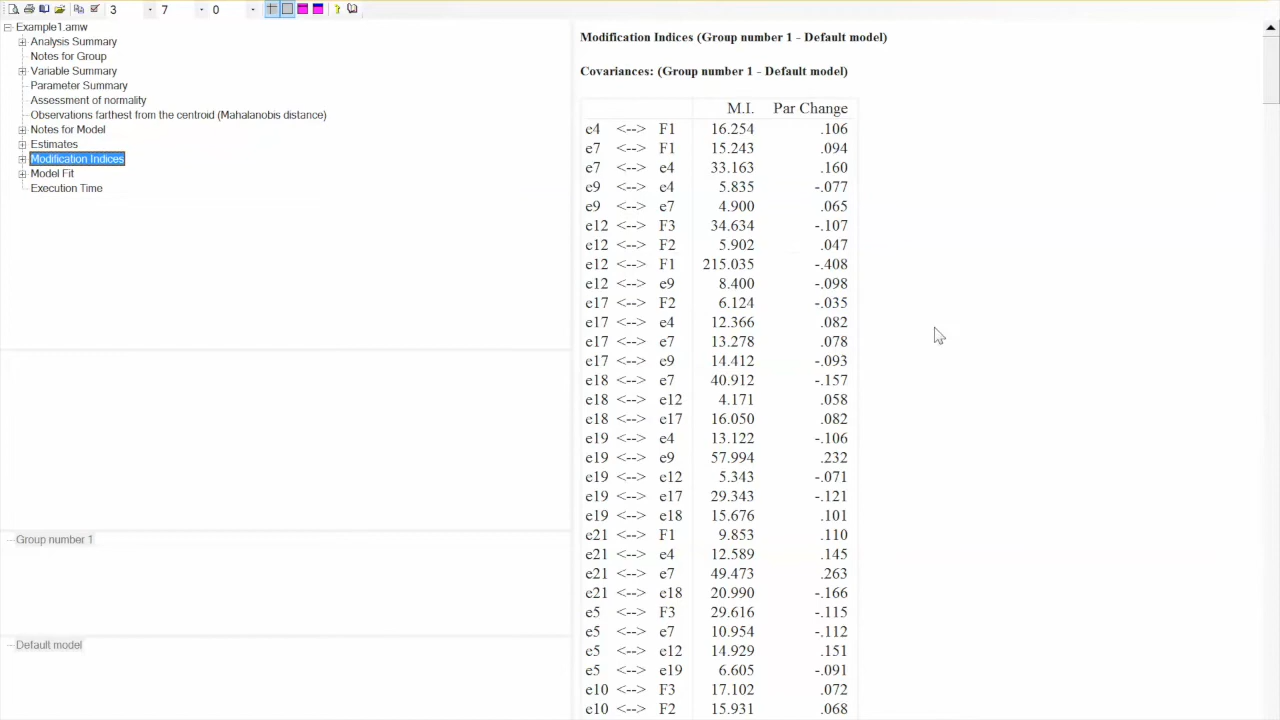 3 7 0
Example1.amw
Analysis Summary
Notes for Group
Variable Summary
Parameter Summary
Assessment of normality
Observations farthest from the centroid (Mahalanobis distance)
Notes for Model
Estimates
Modification Indices
Model Fit
Execution Time
Group number 1
Default model
Modification Indices (Group number 1 - Default model)
Covariances: (Group number 1 - Default model)
M.I. Par Change
e4 <--> F1 16.254 .106
e7 <--> F1 15.243 .094
e7 <--> e4 33.163 .160
e9 <--> e4 5.835 -.077
e9 <--> e7 4.900 .065
e12 <--> F3 34.634 -.107
e12 <--> F2 5.902 .047
e12 <--> F1 215.035 -.408
e12 <--> e9 8.400 -.098
e17 <--> F2 6.124 -.035
e17 <--> e4 12.366 .082
e17 <--> e7 13.278 .078
e17 <--> e9 14.412 -.093
e18 <--> e7 40.912 -.157
e18 <--> e12 4.171 .058
e18 <--> e17 16.050 .082
e19 <--> e4 13.122 -.106
e19 <--> e9 57.994 .232
e19 <--> e12 5.343 -.071
e19 <--> e17 29.343 -.121
e19 <--> e18 15.676 .101
e21 <--> F1 9.853 .110
e21 <--> e4 12.589 .145
e21 <--> e7 49.473 .263
e21 <--> e18 20.990 -.166
e5 <--> F3 29.616 -.115
e5 <--> e7 10.954 -.112
e5 <--> e12 14.929 .151
e5 <--> e19 6.605 -.091
e10 <--> F3 17.102 .072
e10 <--> F2 15.931 .068